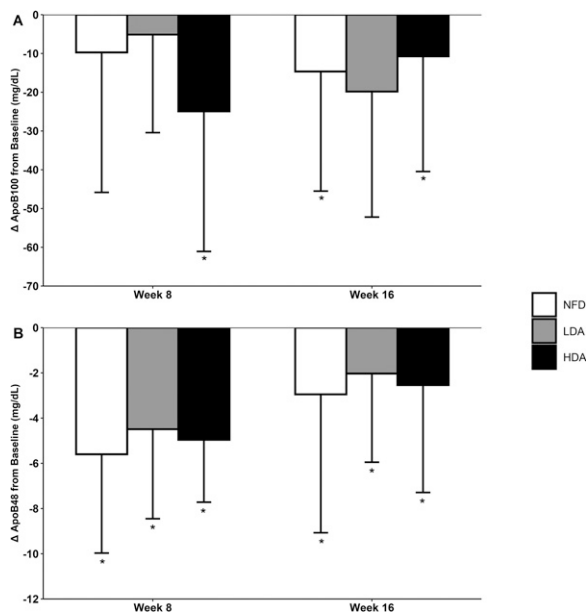 A
Δ ApoB100 from Baseline (mg/dL)
0
-10
-20
-30
-40
-50
-60
-70
*
*
*
Week 8
Week 16
NFD
LDA
HDA
B
Δ ApoB48 from Baseline (mg/dL)
0
-2
-4
-6
-8
-10
-12
*
*
*
*
*
*
Week 8
Week 16